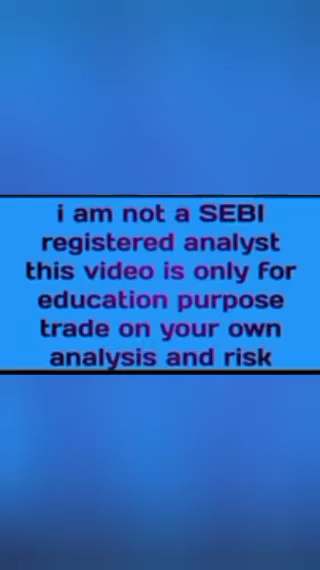 i am not a SEBI
registered analyst
this video is only for
education purpose
trade on your own
analysis and risk